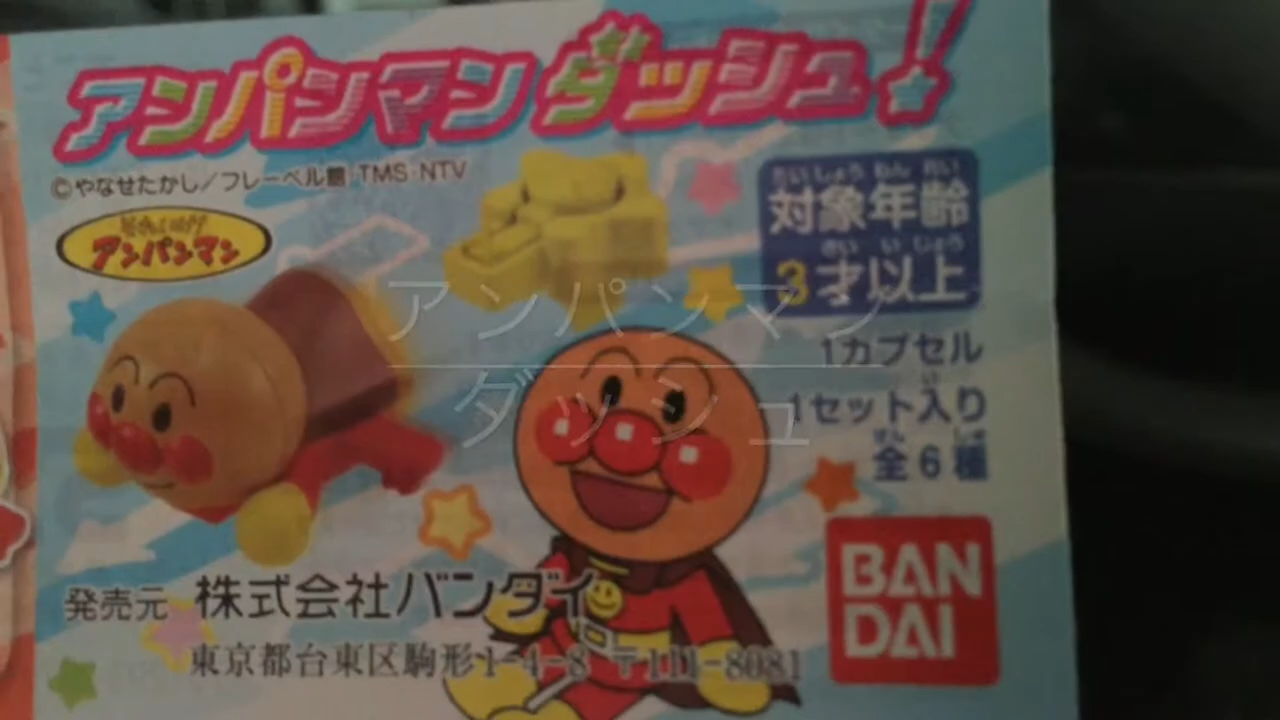 アンパンマンダッシュ!
©やなせたかし/フレーベル館 TMS・NTV
それいけ!
アンパンマン
たいしょう ねん れい
対象年齢
さい い じょう
3才以上
アンパンマン
ダッシュ
1カプセル
い
1セット入り
ぜん しゅ
全6種
BAN
DAI
発売元 株式会社バンダイ
東京都台東区駒形1-4-8 〒111-8081